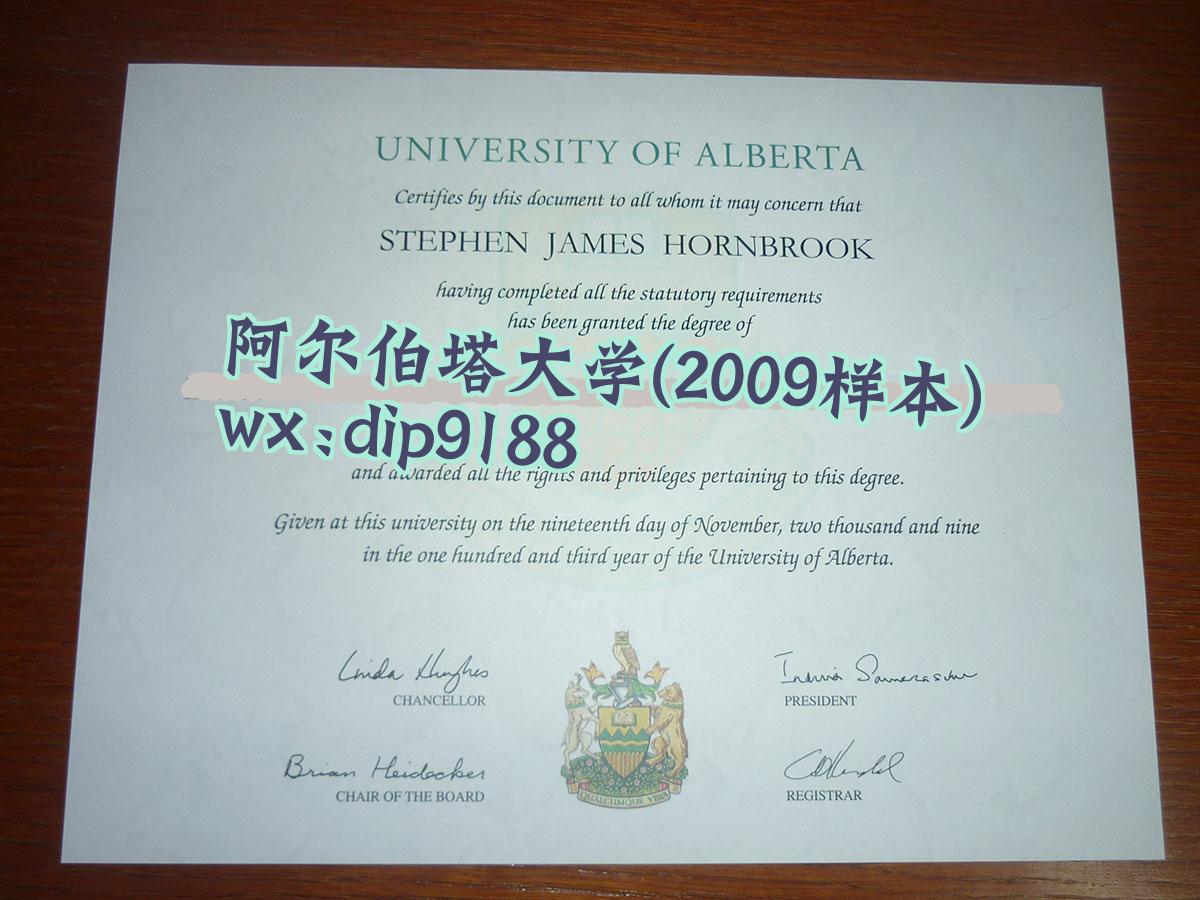 UNIVERSITY OF ALBERTA
Certifies by this document to all whom it may concern that
STEPHEN JAMES HORNBROOK
having completed all the statutory requirements
has been granted the degree of
阿尔伯塔大学(2009样本)
wx:dip9188
and awarded all the rights and privileges pertaining to this degree.
Given at this university on the nineteenth day of November, two thousand and nine
in the one hundred and third year of the University of Alberta.
Linda Hughes
CHANCELLOR
Indira Samarasekera
PRESIDENT
Brian Heidecker
CHAIR OF THE BOARD
REGISTRAR
QUAECUMQUE VERA